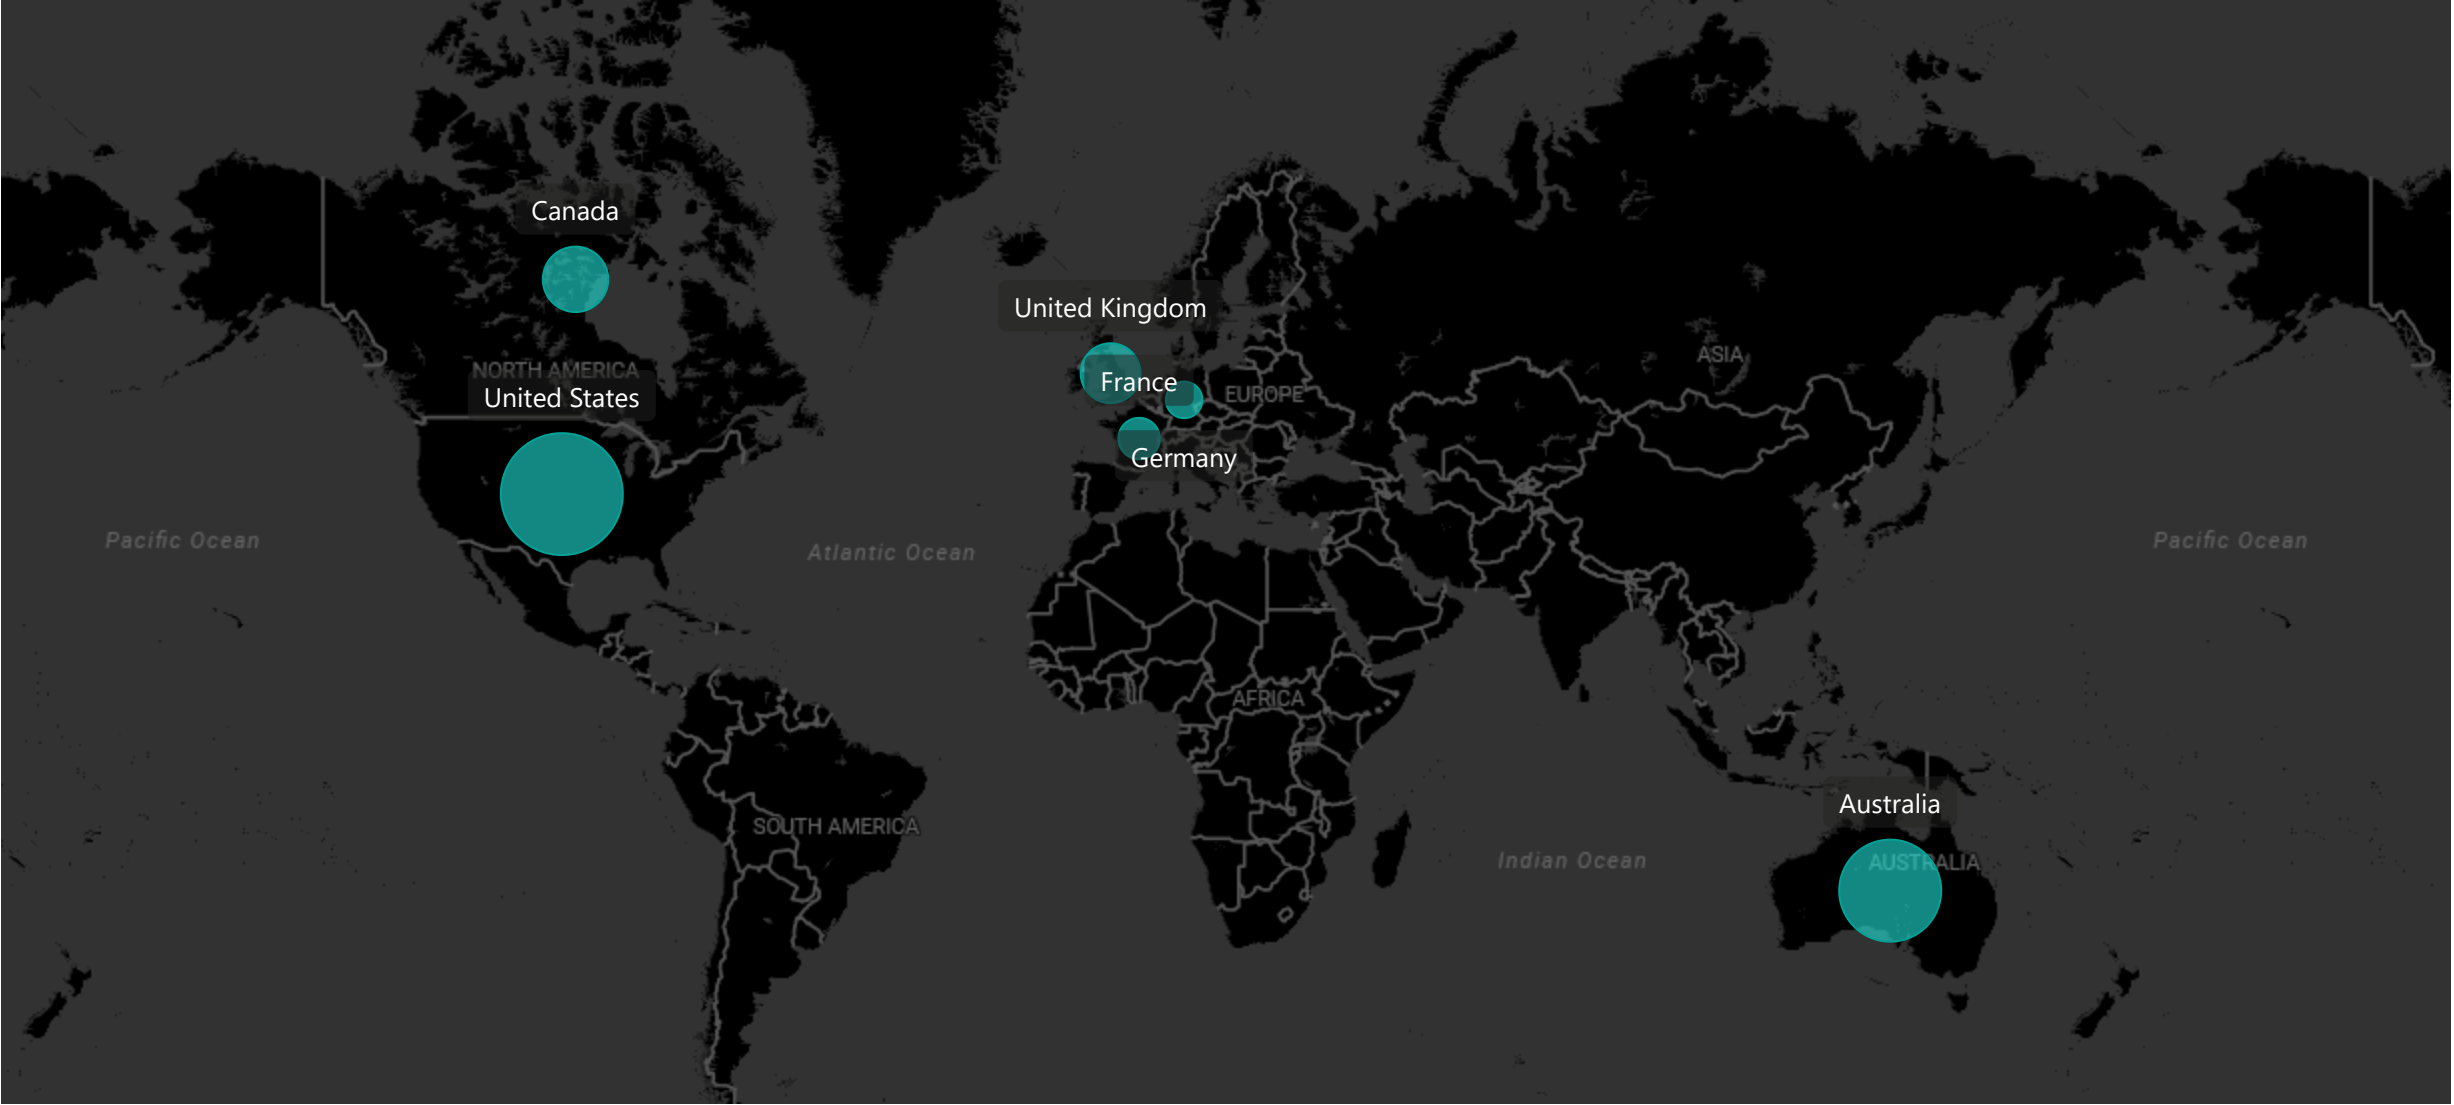 Canada
United Kingdom
NORTH AMERICA
ASIA
United States
France
EUROPE
Germany
Pacific Ocean
Atlantic Ocean
Pacific Ocean
AFRICA
Australia
SOUTH AMERICA
Indian Ocean
AUSTRALIA